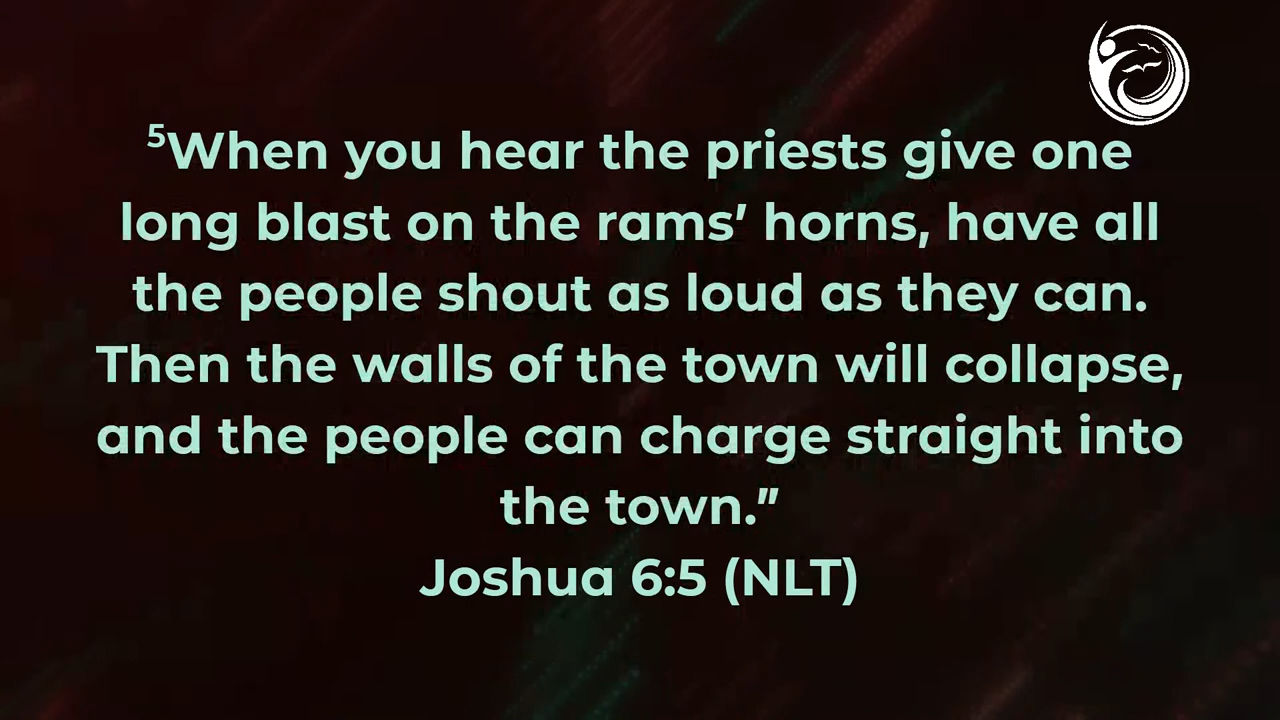 ⁵When you hear the priests give one
long blast on the rams’ horns, have all
the people shout as loud as they can.
Then the walls of the town will collapse,
and the people can charge straight into
the town.”
Joshua 6:5 (NLT)